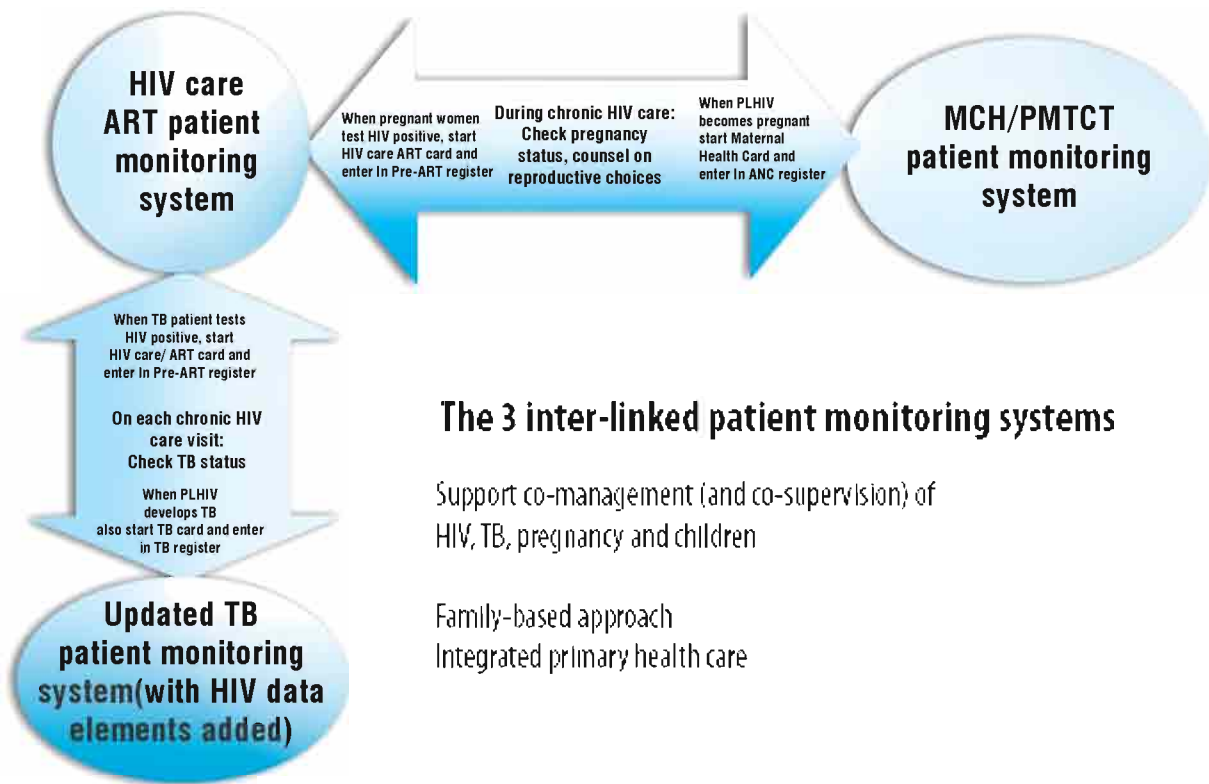 HIV care
ART patient
monitoring
system
When pregnant women
test HIV positive, start
HIV care ART card and
enter In Pre-ART register
During chronic HIV care:
Check pregnancy
status, counsel on
reproductive choices
When PLHIV
becomes pregnant
start Maternal
Health Card and
enter In ANC register
MCH/PMTCT
patient monitoring
system
When TB patient tests
HIV positive, start
HIV care/ ART card and
enter In Pre-ART register
On each chronic HIV
care visit:
Check TB status
When PLHIV
develops TB
also start TB card and enter
in TB register
Updated TB
patient monitoring
system(with HIV data
elements added)
The 3 inter-linked patient monitoring systems
Support co-management (and co-supervision) of
HIV, TB, pregnancy and children
Family-based approach
Integrated primary health care